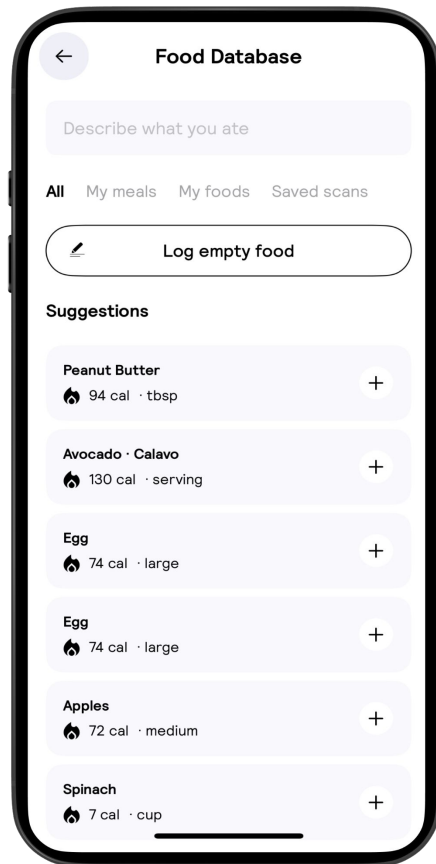 Food Database
Describe what you ate
All My meals My foods Saved scans
Log empty food
Suggestions
Peanut Butter
94 cal · tbsp
Avocado · Calavo
130 cal · serving
Egg
74 cal · large
Egg
74 cal · large
Apples
72 cal · medium
Spinach
7 cal · cup